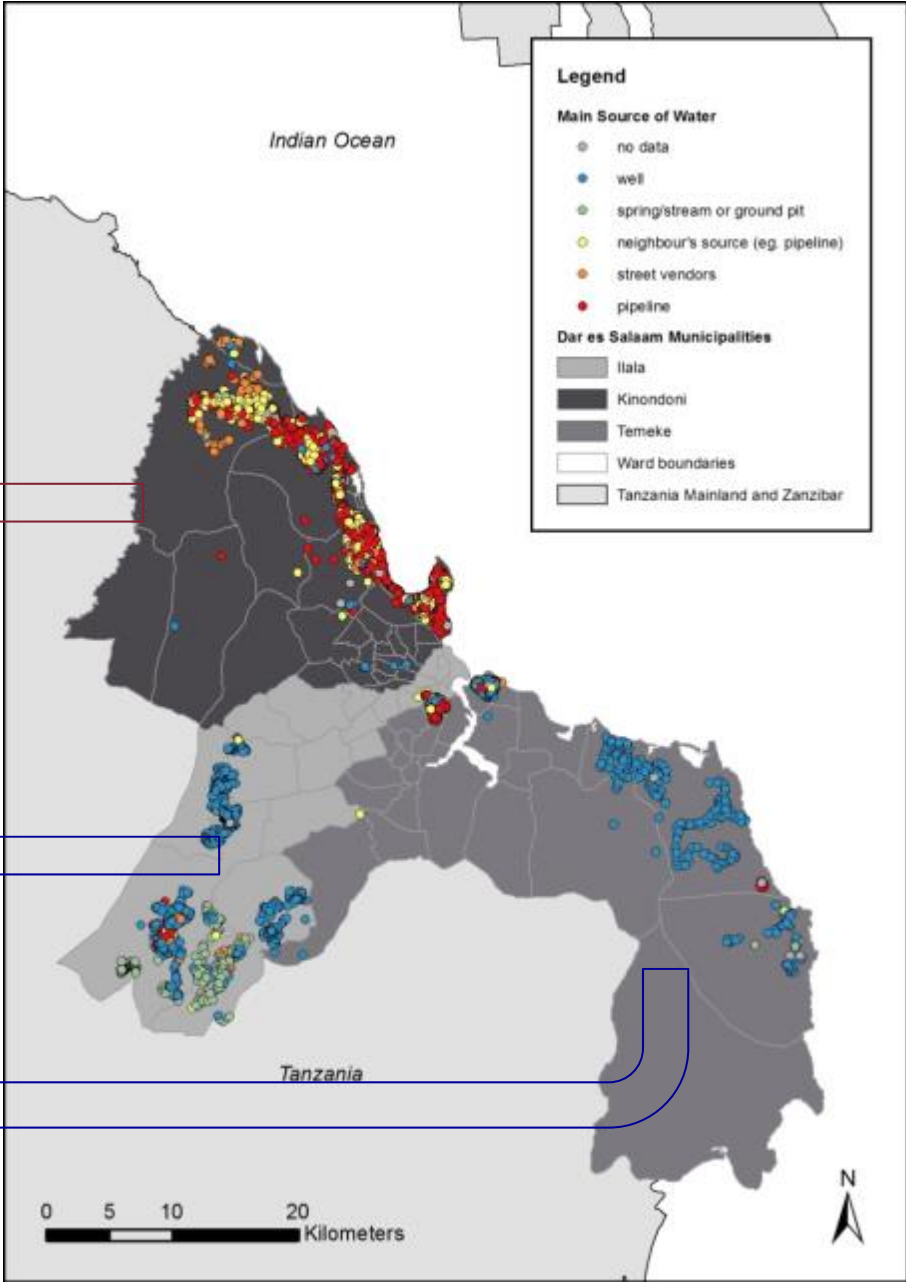 Indian Ocean
Legend
Main Source of Water
no data
well
spring/stream or ground pit
neighbour's source (eg. pipeline)
street vendors
pipeline
Dar es Salaam Municipalities
Ilala
Kinondoni
Temeke
Ward boundaries
Tanzania Mainland and Zanzibar
Tanzania
N
0 5 10 20
Kilometers